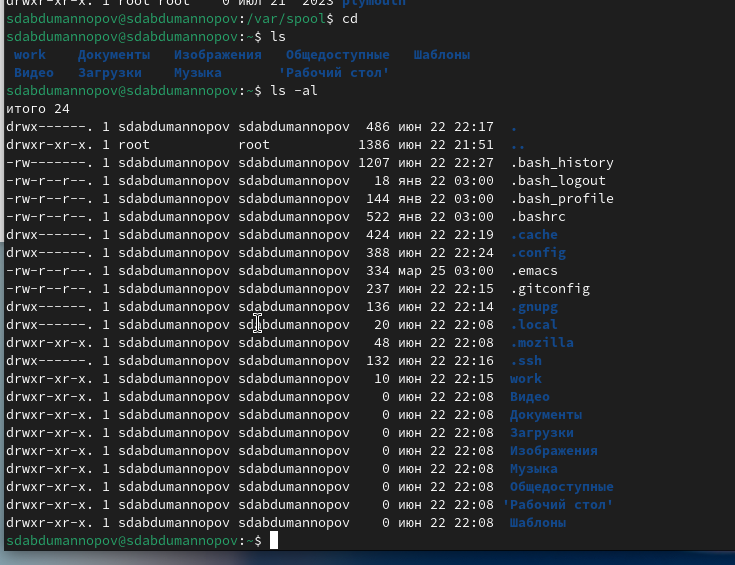 drwxr-xr-x. 1 root root    0 июл 21  2023 plymouth
sdabdumannopov@sdabdumannopov:/var/spool$ cd
sdabdumannopov@sdabdumannopov:~$ ls
work    Документы   Изображения   Общедоступные   Шаблоны
Видео   Загрузки    Музыка       'Рабочий стол'
sdabdumannopov@sdabdumannopov:~$ ls -al
итого 24
drwx------. 1 sdabdumannopov sdabdumannopov  486 июн 22 22:17  .
drwxr-xr-x. 1 root           root           1386 июн 22 21:51  ..
-rw-------. 1 sdabdumannopov sdabdumannopov 1207 июн 22 22:27  .bash_history
-rw-r--r--. 1 sdabdumannopov sdabdumannopov   18 янв 22 03:00  .bash_logout
-rw-r--r--. 1 sdabdumannopov sdabdumannopov  144 янв 22 03:00  .bash_profile
-rw-r--r--. 1 sdabdumannopov sdabdumannopov  522 янв 22 03:00  .bashrc
drwx------. 1 sdabdumannopov sdabdumannopov  424 июн 22 22:19  .cache
drwx------. 1 sdabdumannopov sdabdumannopov  388 июн 22 22:24  .config
-rw-r--r--. 1 sdabdumannopov sdabdumannopov  334 мар 25 03:00  .emacs
-rw-r--r--. 1 sdabdumannopov sdabdumannopov  237 июн 22 22:15  .gitconfig
drwx------. 1 sdabdumannopov sdabdumannopov  136 июн 22 22:14  .gnupg
drwx------. 1 sdabdumannopov sdabdumannopov   20 июн 22 22:08  .local
drwxr-xr-x. 1 sdabdumannopov sdabdumannopov   48 июн 22 22:08  .mozilla
drwx------. 1 sdabdumannopov sdabdumannopov  132 июн 22 22:16  .ssh
drwxr-xr-x. 1 sdabdumannopov sdabdumannopov   10 июн 22 22:15  work
drwxr-xr-x. 1 sdabdumannopov sdabdumannopov    0 июн 22 22:08  Видео
drwxr-xr-x. 1 sdabdumannopov sdabdumannopov    0 июн 22 22:08  Документы
drwxr-xr-x. 1 sdabdumannopov sdabdumannopov    0 июн 22 22:08  Загрузки
drwxr-xr-x. 1 sdabdumannopov sdabdumannopov    0 июн 22 22:08  Изображения
drwxr-xr-x. 1 sdabdumannopov sdabdumannopov    0 июн 22 22:08  Музыка
drwxr-xr-x. 1 sdabdumannopov sdabdumannopov    0 июн 22 22:08  Общедоступные
drwxr-xr-x. 1 sdabdumannopov sdabdumannopov    0 июн 22 22:08 'Рабочий стол'
drwxr-xr-x. 1 sdabdumannopov sdabdumannopov    0 июн 22 22:08  Шаблоны
sdabdumannopov@sdabdumannopov:~$